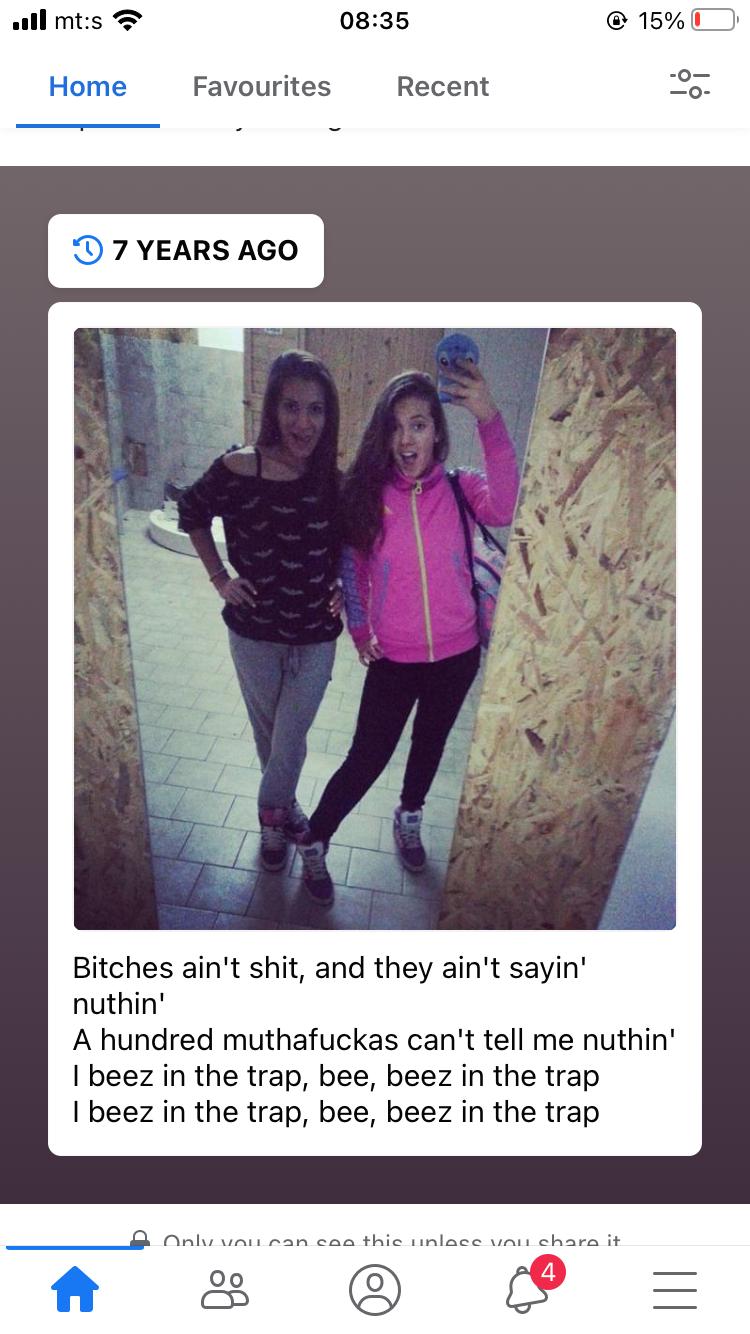 mt:s 08:35 15%
Home Favourites Recent
7 YEARS AGO
Bitches ain't shit, and they ain't sayin'
nuthin'
A hundred muthafuckas can't tell me nuthin'
I beez in the trap, bee, beez in the trap
I beez in the trap, bee, beez in the trap
Only you can see this unless you share it
4